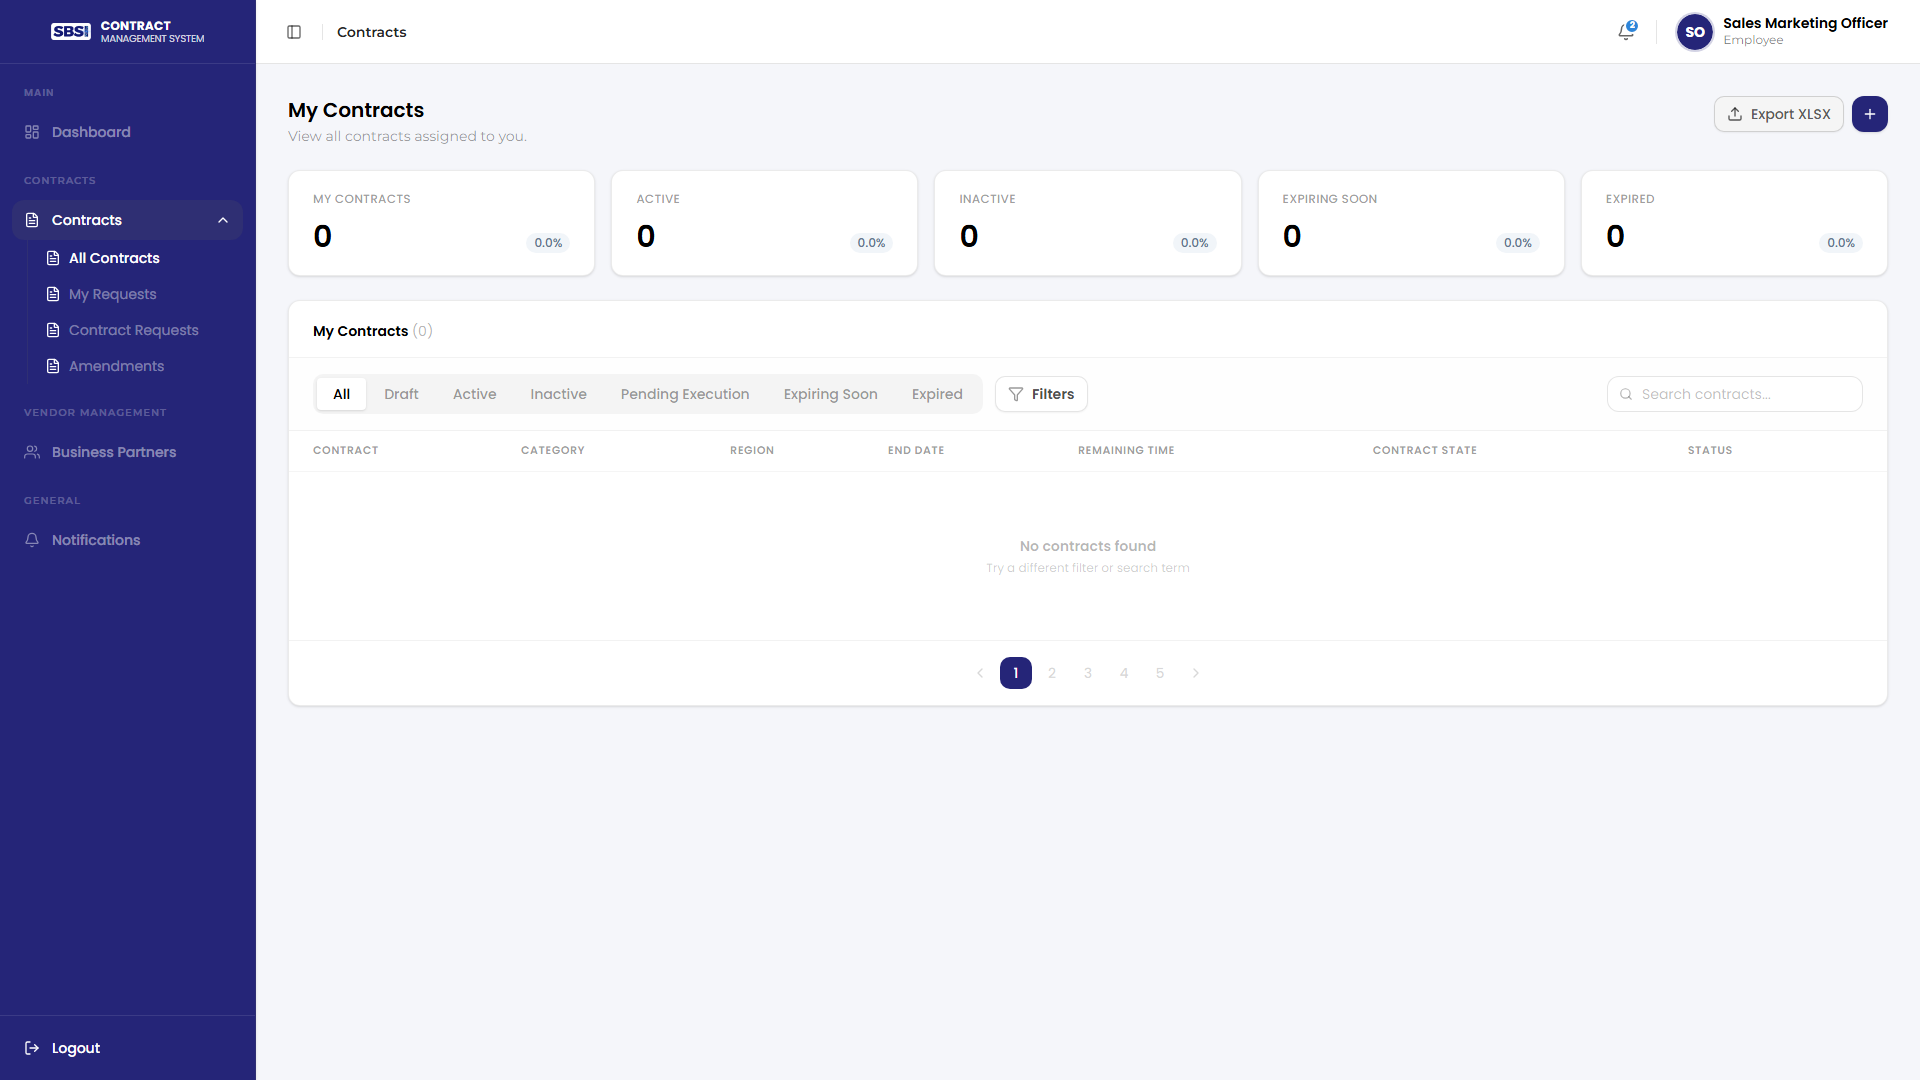 SBSI CONTRACT
MANAGEMENT SYSTEM
MAIN
Dashboard
CONTRACTS
Contracts
All Contracts
My Requests
Contract Requests
Amendments
VENDOR MANAGEMENT
Business Partners
GENERAL
Notifications
Logout
Contracts
2
SO
Sales Marketing Officer
Employee
My Contracts
View all contracts assigned to you.
Export XLSX
+
MY CONTRACTS
0
0.0%
ACTIVE
0
0.0%
INACTIVE
0
0.0%
EXPIRING SOON
0
0.0%
EXPIRED
0
0.0%
My Contracts (0)
All Draft Active Inactive Pending Execution Expiring Soon Expired Filters
Search contracts...
CONTRACT CATEGORY REGION END DATE REMAINING TIME CONTRACT STATE STATUS
No contracts found
Try a different filter or search term
1 2 3 4 5